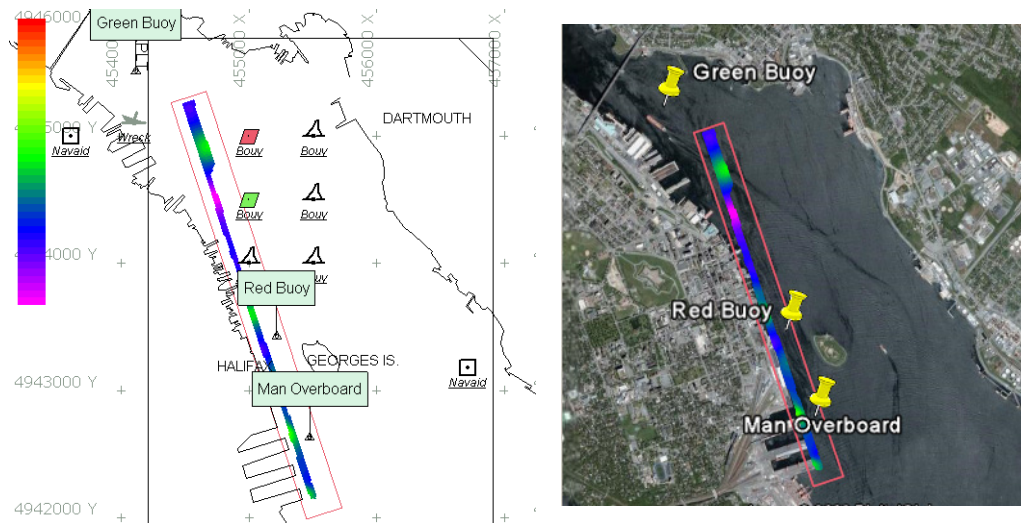 4946000 Y
Green Buoy
454000 X
455000 X
456000 X
457000 X
DARTMOUTH
4945000 Y
Navaid
Wreck
Bouy
Bouy
Bouy
Bouy
4944000 Y
Bouy
Red Buoy
HALIFAX
GEORGES IS.
Navaid
4943000 Y
Man Overboard
4942000 Y
Green Buoy
Red Buoy
Man Overboard